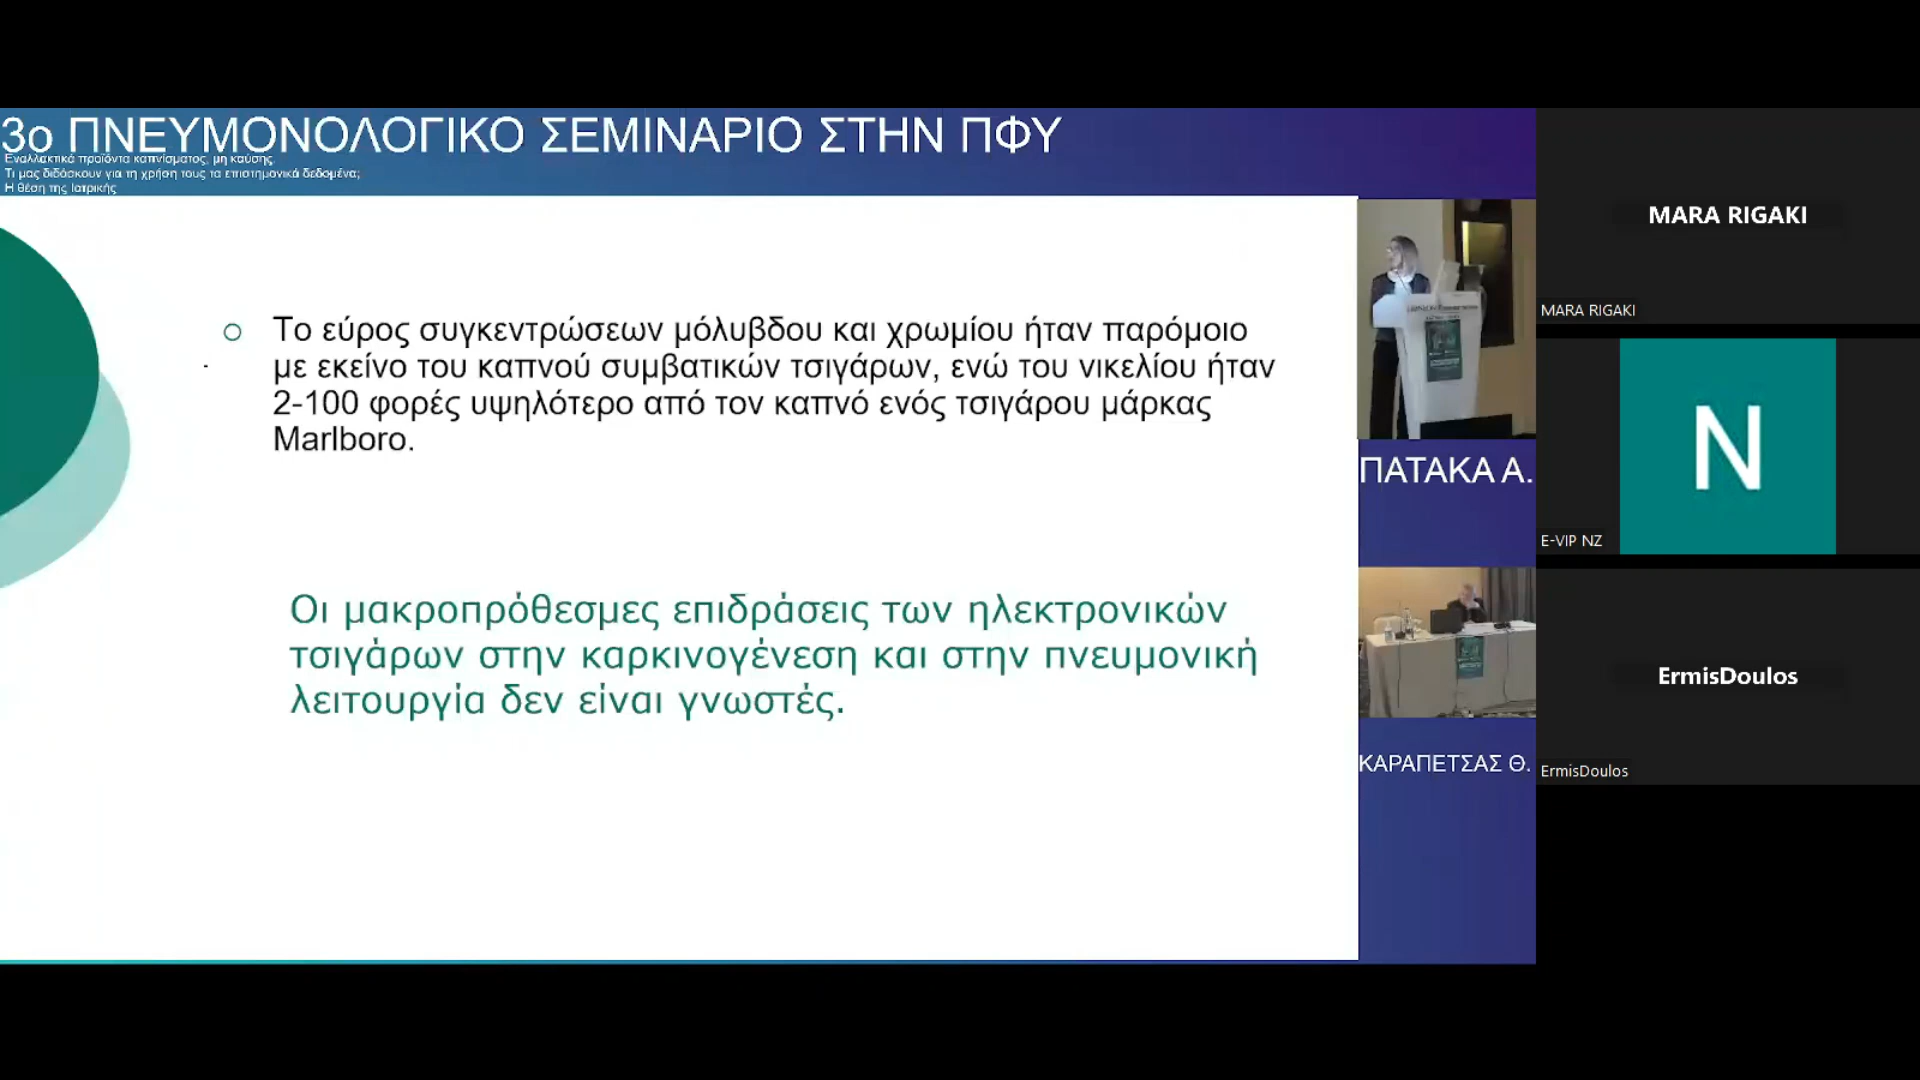 3ο ΠΝΕΥΜΟΝΟΛΟΓΙΚΟ ΣΕΜΙΝΑΡΙΟ ΣΤΗΝ ΠΦΥ
Εναλλακτικά προϊόντα καπνίσματος, μη καύσης.
Τι μας διδάσκουν για τη χρήση τους τα επιστημονικά δεδομένα;
Η θέση της Ιατρικής
Το εύρος συγκεντρώσεων μόλυβδου και χρωμίου ήταν παρόμοιο
με εκείνο του καπνού συμβατικών τσιγάρων, ενώ του νικελίου ήταν
2-100 φορές υψηλότερο από τον καπνό ενός τσιγάρου μάρκας
Marlboro.
Οι μακροπρόθεσμες επιδράσεις των ηλεκτρονικών
τσιγάρων στην καρκινογένεση και στην πνευμονική
λειτουργία δεν είναι γνωστές.
ΠΑΤΑΚΑ Α.
ΚΑΡΑΠΕΤΣΑΣ Θ.
MARA RIGAKI
MARA RIGAKI
N
E-VIP NZ
ErmisDoulos
ErmisDoulos